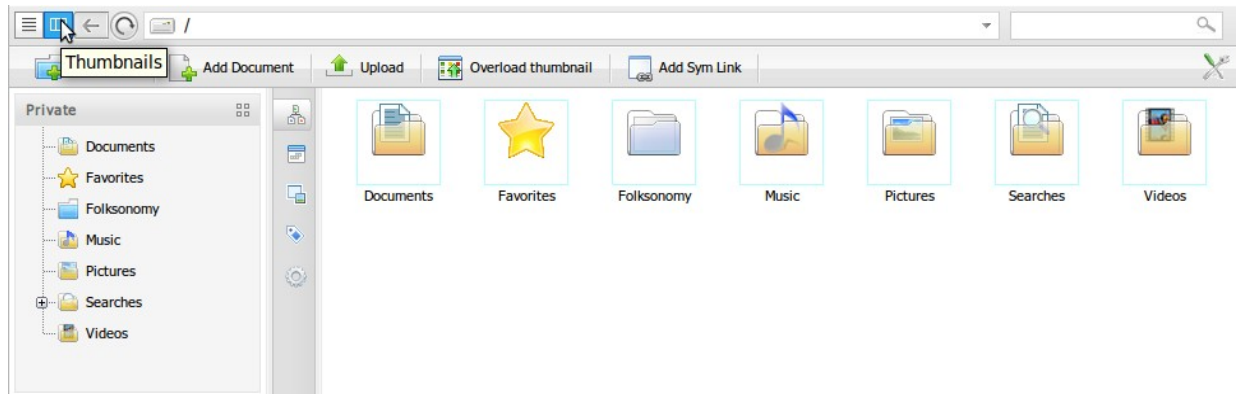 /
Thumbnails
Add Document
Upload
Overload thumbnail
Add Sym Link
Private
Documents
Favorites
Folksonomy
Music
Pictures
Searches
Videos
Documents
Favorites
Folksonomy
Music
Pictures
Searches
Videos